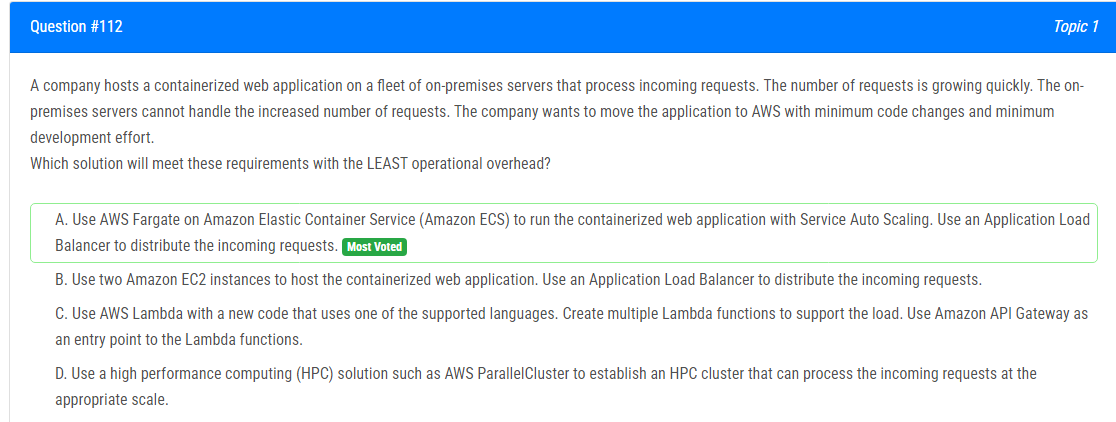 Question #112
Topic 1
A company hosts a containerized web application on a fleet of on-premises servers that process incoming requests. The number of requests is growing quickly. The on-
premises servers cannot handle the increased number of requests. The company wants to move the application to AWS with minimum code changes and minimum
development effort.
Which solution will meet these requirements with the LEAST operational overhead?
A. Use AWS Fargate on Amazon Elastic Container Service (Amazon ECS) to run the containerized web application with Service Auto Scaling. Use an Application Load
Balancer to distribute the incoming requests. Most Voted
B. Use two Amazon EC2 instances to host the containerized web application. Use an Application Load Balancer to distribute the incoming requests.
C. Use AWS Lambda with a new code that uses one of the supported languages. Create multiple Lambda functions to support the load. Use Amazon API Gateway as
an entry point to the Lambda functions.
D. Use a high performance computing (HPC) solution such as AWS ParallelCluster to establish an HPC cluster that can process the incoming requests at the
appropriate scale.